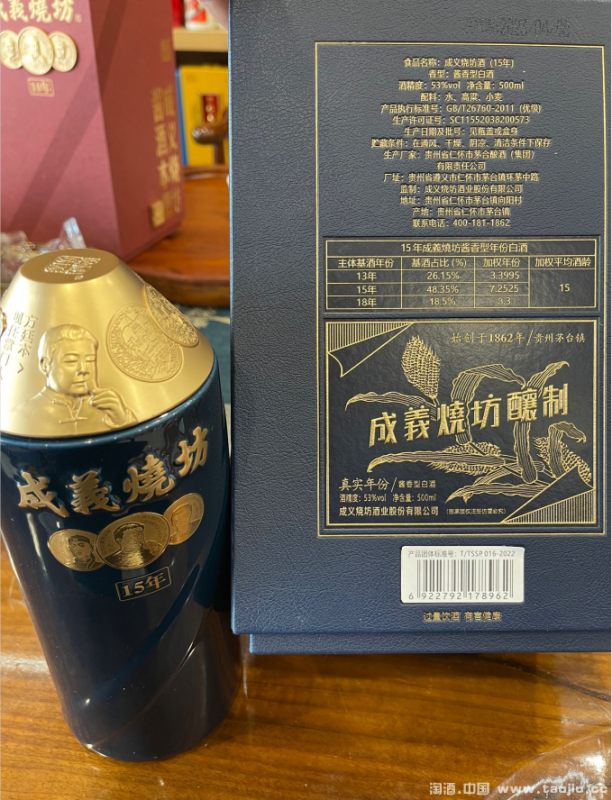 成義燒坊
15年
食品名称：成义烧坊酒（15年）
香型：酱香型白酒
酒精度：53%vol 净含量：500ml
配料：水、高粱、小麦
产品执行标准号：GB/T26760-2011（优级）
生产许可证号：SC11552038200573
生产日期及批号：见瓶盖或盒身
贮藏条件：在通风、干燥、阴凉、清洁条件下保存
生产厂家：贵州省仁怀市茅台酿酒（集团）
有限责任公司
厂址：贵州省遵义市仁怀市茅台镇环茅中路
监制：成义烧坊酒业股份有限公司
地址：贵州省仁怀市茅台镇向阳村
产地：贵州省仁怀市茅台镇
联系电话：400-181-1862
15年成義燒坊酱香型年份白酒
主体基酒年份 基酒占比（%） 加权年份 加权平均酒龄
13年 26.15% 3.3995
15年 48.35% 7.2525 15
18年 18.5% 3.3
始创于1862年/贵州茅台镇
成義燒坊釀制
真实年份/酱香型白酒
酒精度：53%vol 净含量：500ml
成义烧坊酒业股份有限公司
产品团体标准号：T/TSSP 016-2022
6 922792 178962
过量饮酒 有害健康
成義燒坊
15年
淘酒.中国 www.taojiu.cc